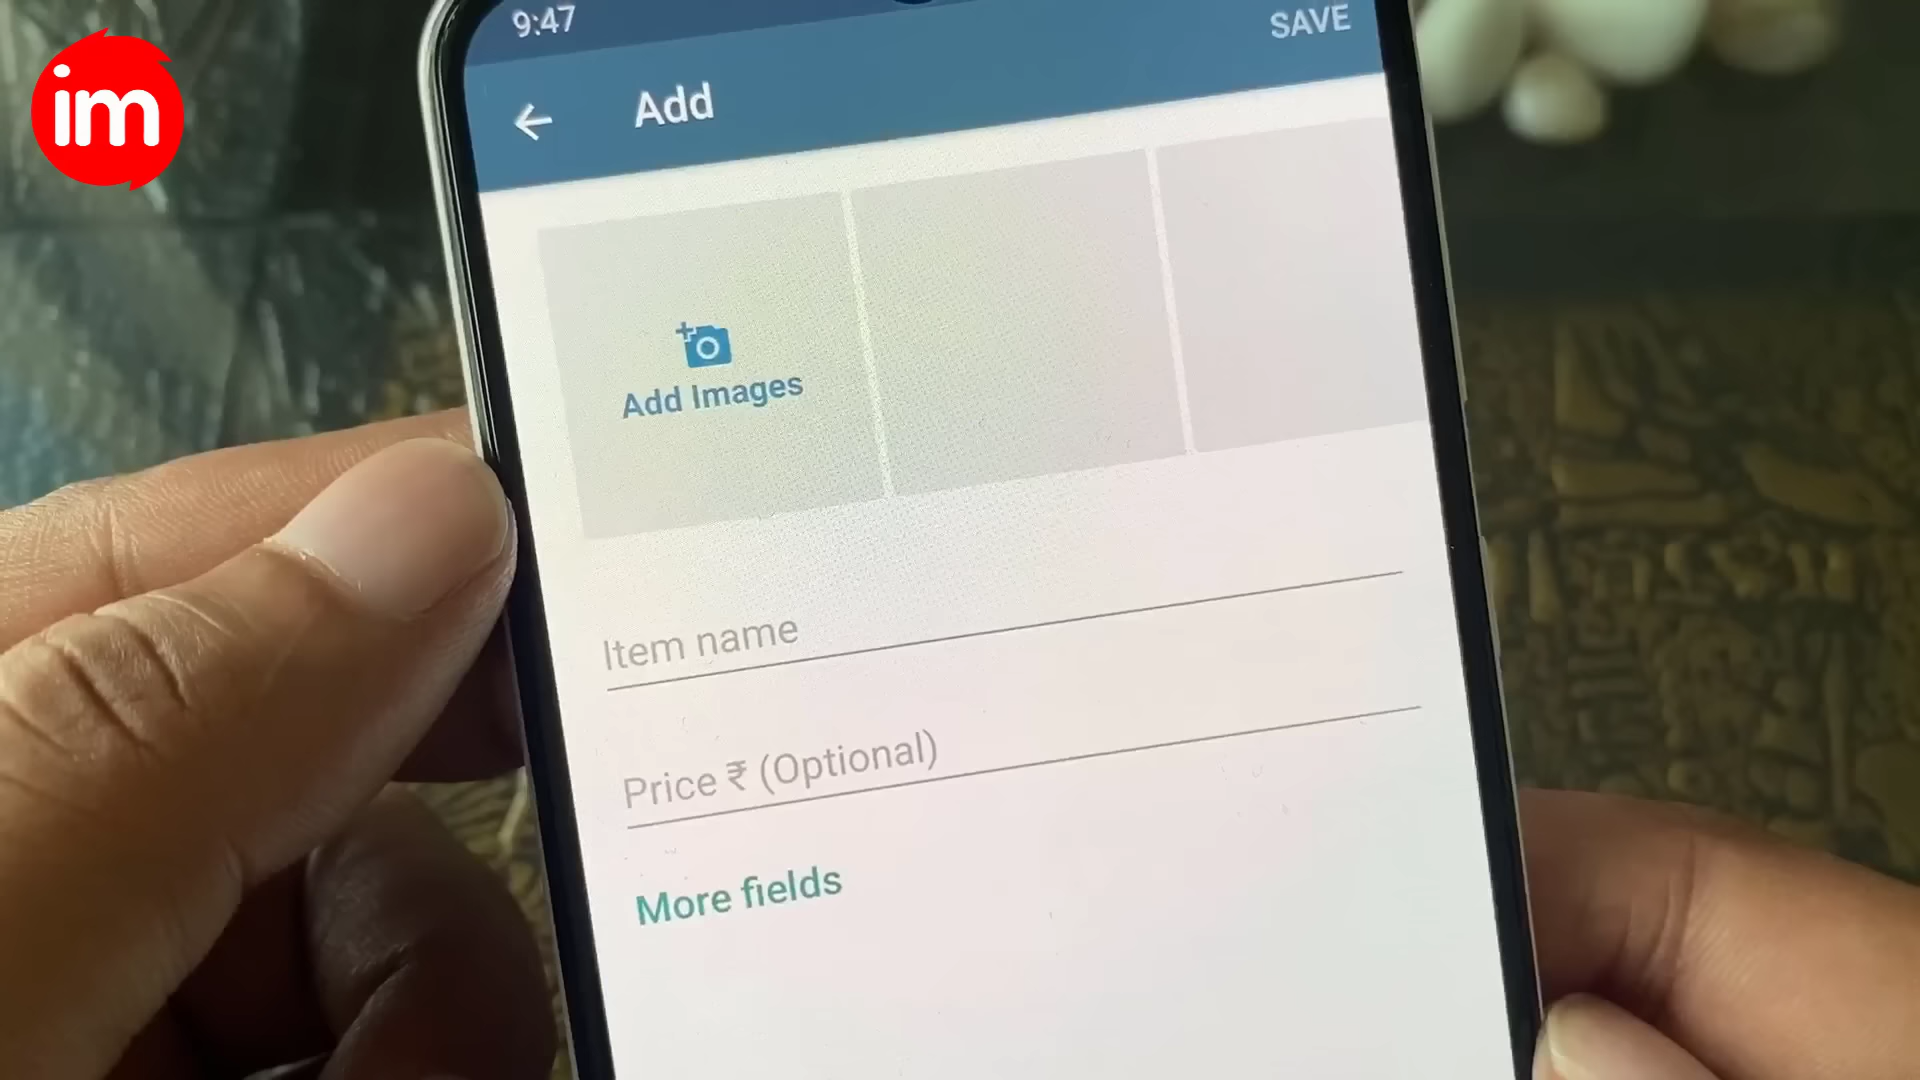 im
9:47
SAVE
Add
Add Images
Item name
Price ₹ (Optional)
More fields